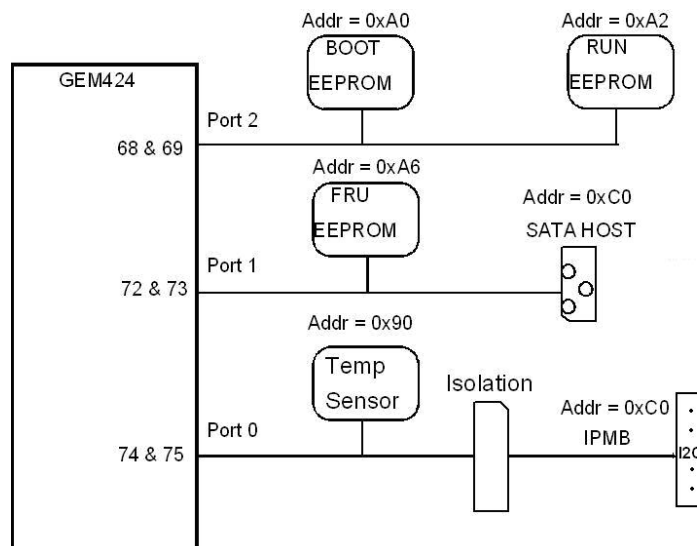 Addr = 0xA0
Addr = 0xA2
BOOT
EEPROM
RUN
EEPROM
GEM424
Port 2
68 & 69
Addr = 0xA6
FRU
EEPROM
Addr = 0xC0
SATA HOST
Port 1
72 & 73
Addr = 0x90
Temp
Sensor
Isolation
Addr = 0xC0
IPMB
Port 0
74 & 75
I2C